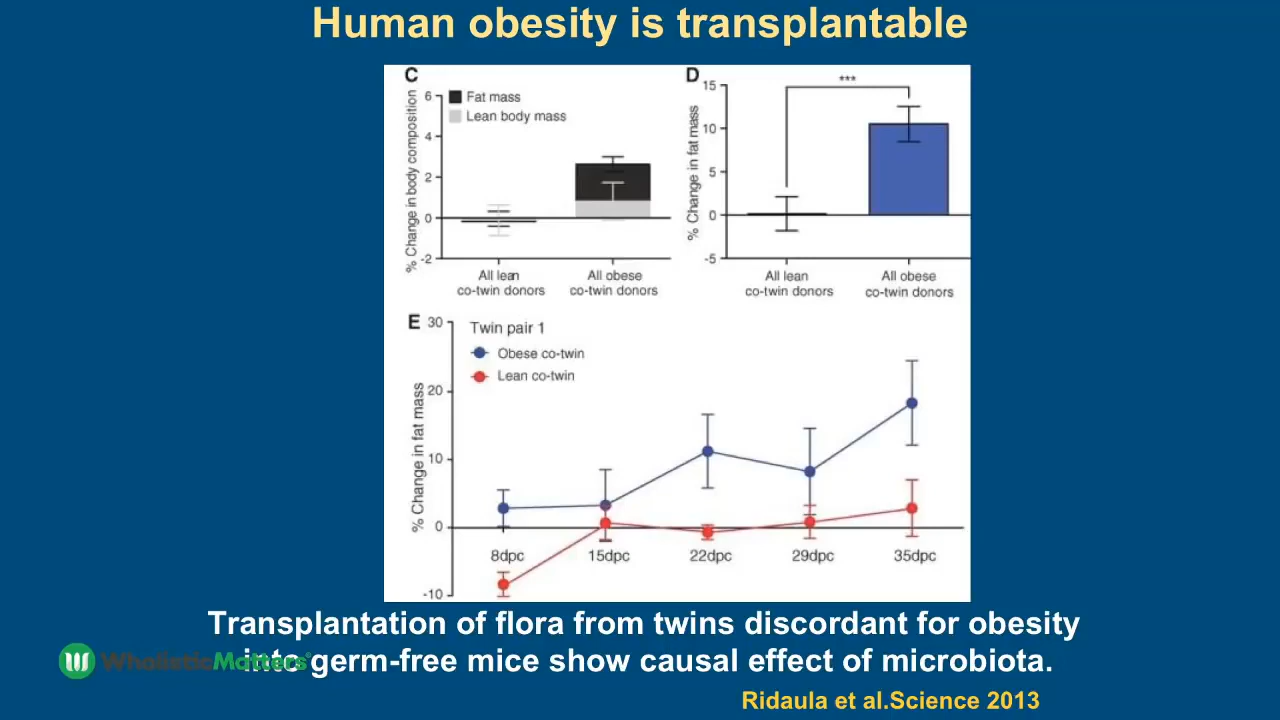 Human obesity is transplantable
C
% Change in body composition
6
4
2
0
-2
Fat mass
Lean body mass
All lean
co-twin donors
All obese
co-twin donors
D
% Change in fat mass
15
10
5
0
-5
***
All lean
co-twin donors
All obese
co-twin donors
E
% Change in fat mass
30
20
10
0
-10
Twin pair 1
Obese co-twin
Lean co-twin
8dpc
15dpc
22dpc
29dpc
35dpc
Transplantation of flora from twins discordant for obesity
into germ-free mice show causal effect of microbiota.
WholisticMatters
Ridaula et al.Science 2013